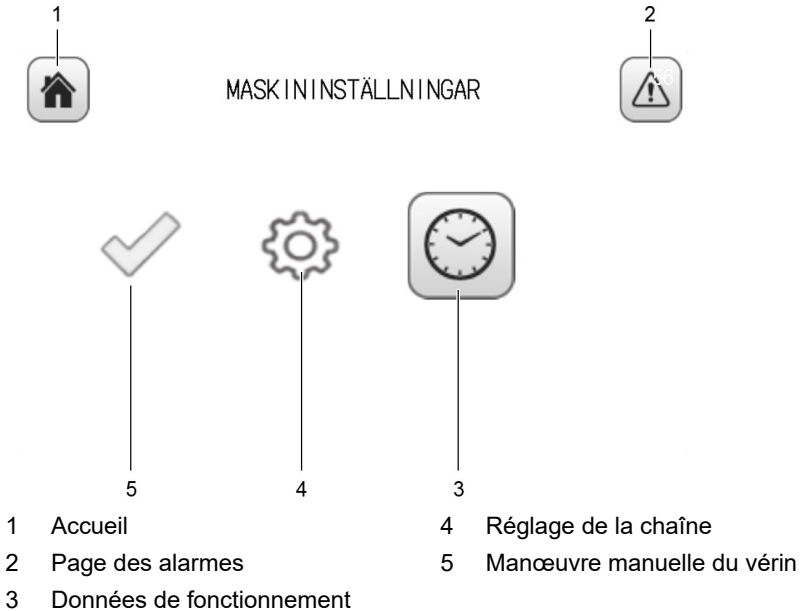 1
2
MASKININSTÄLLNINGAR
5
4
3
1 Accueil
2 Page des alarmes
3 Données de fonctionnement
4 Réglage de la chaîne
5 Manœuvre manuelle du vérin